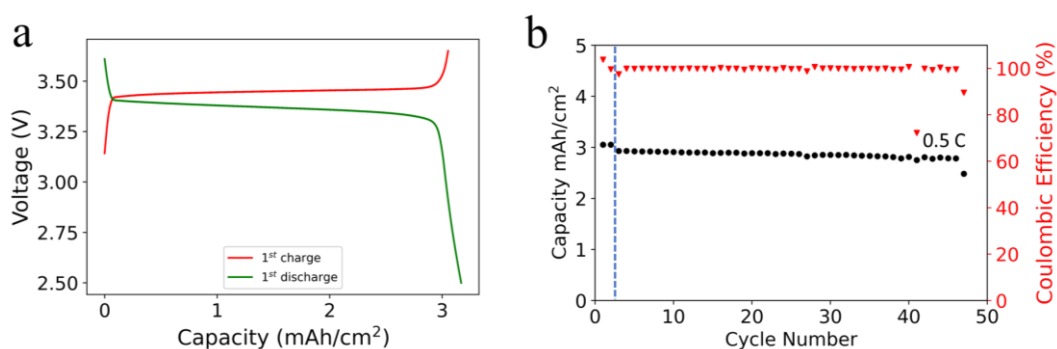 a
3.50
3.25
3.00
2.75
2.50
Voltage (V)
1st charge
1st discharge
0
1
2
3
Capacity (mAh/cm2)
b
5
4
3
2
1
0
Capacity mAh/cm2
0.5 C
100
80
60
40
20
0
Coulombic Efficiency (%)
0
10
20
30
40
50
Cycle Number